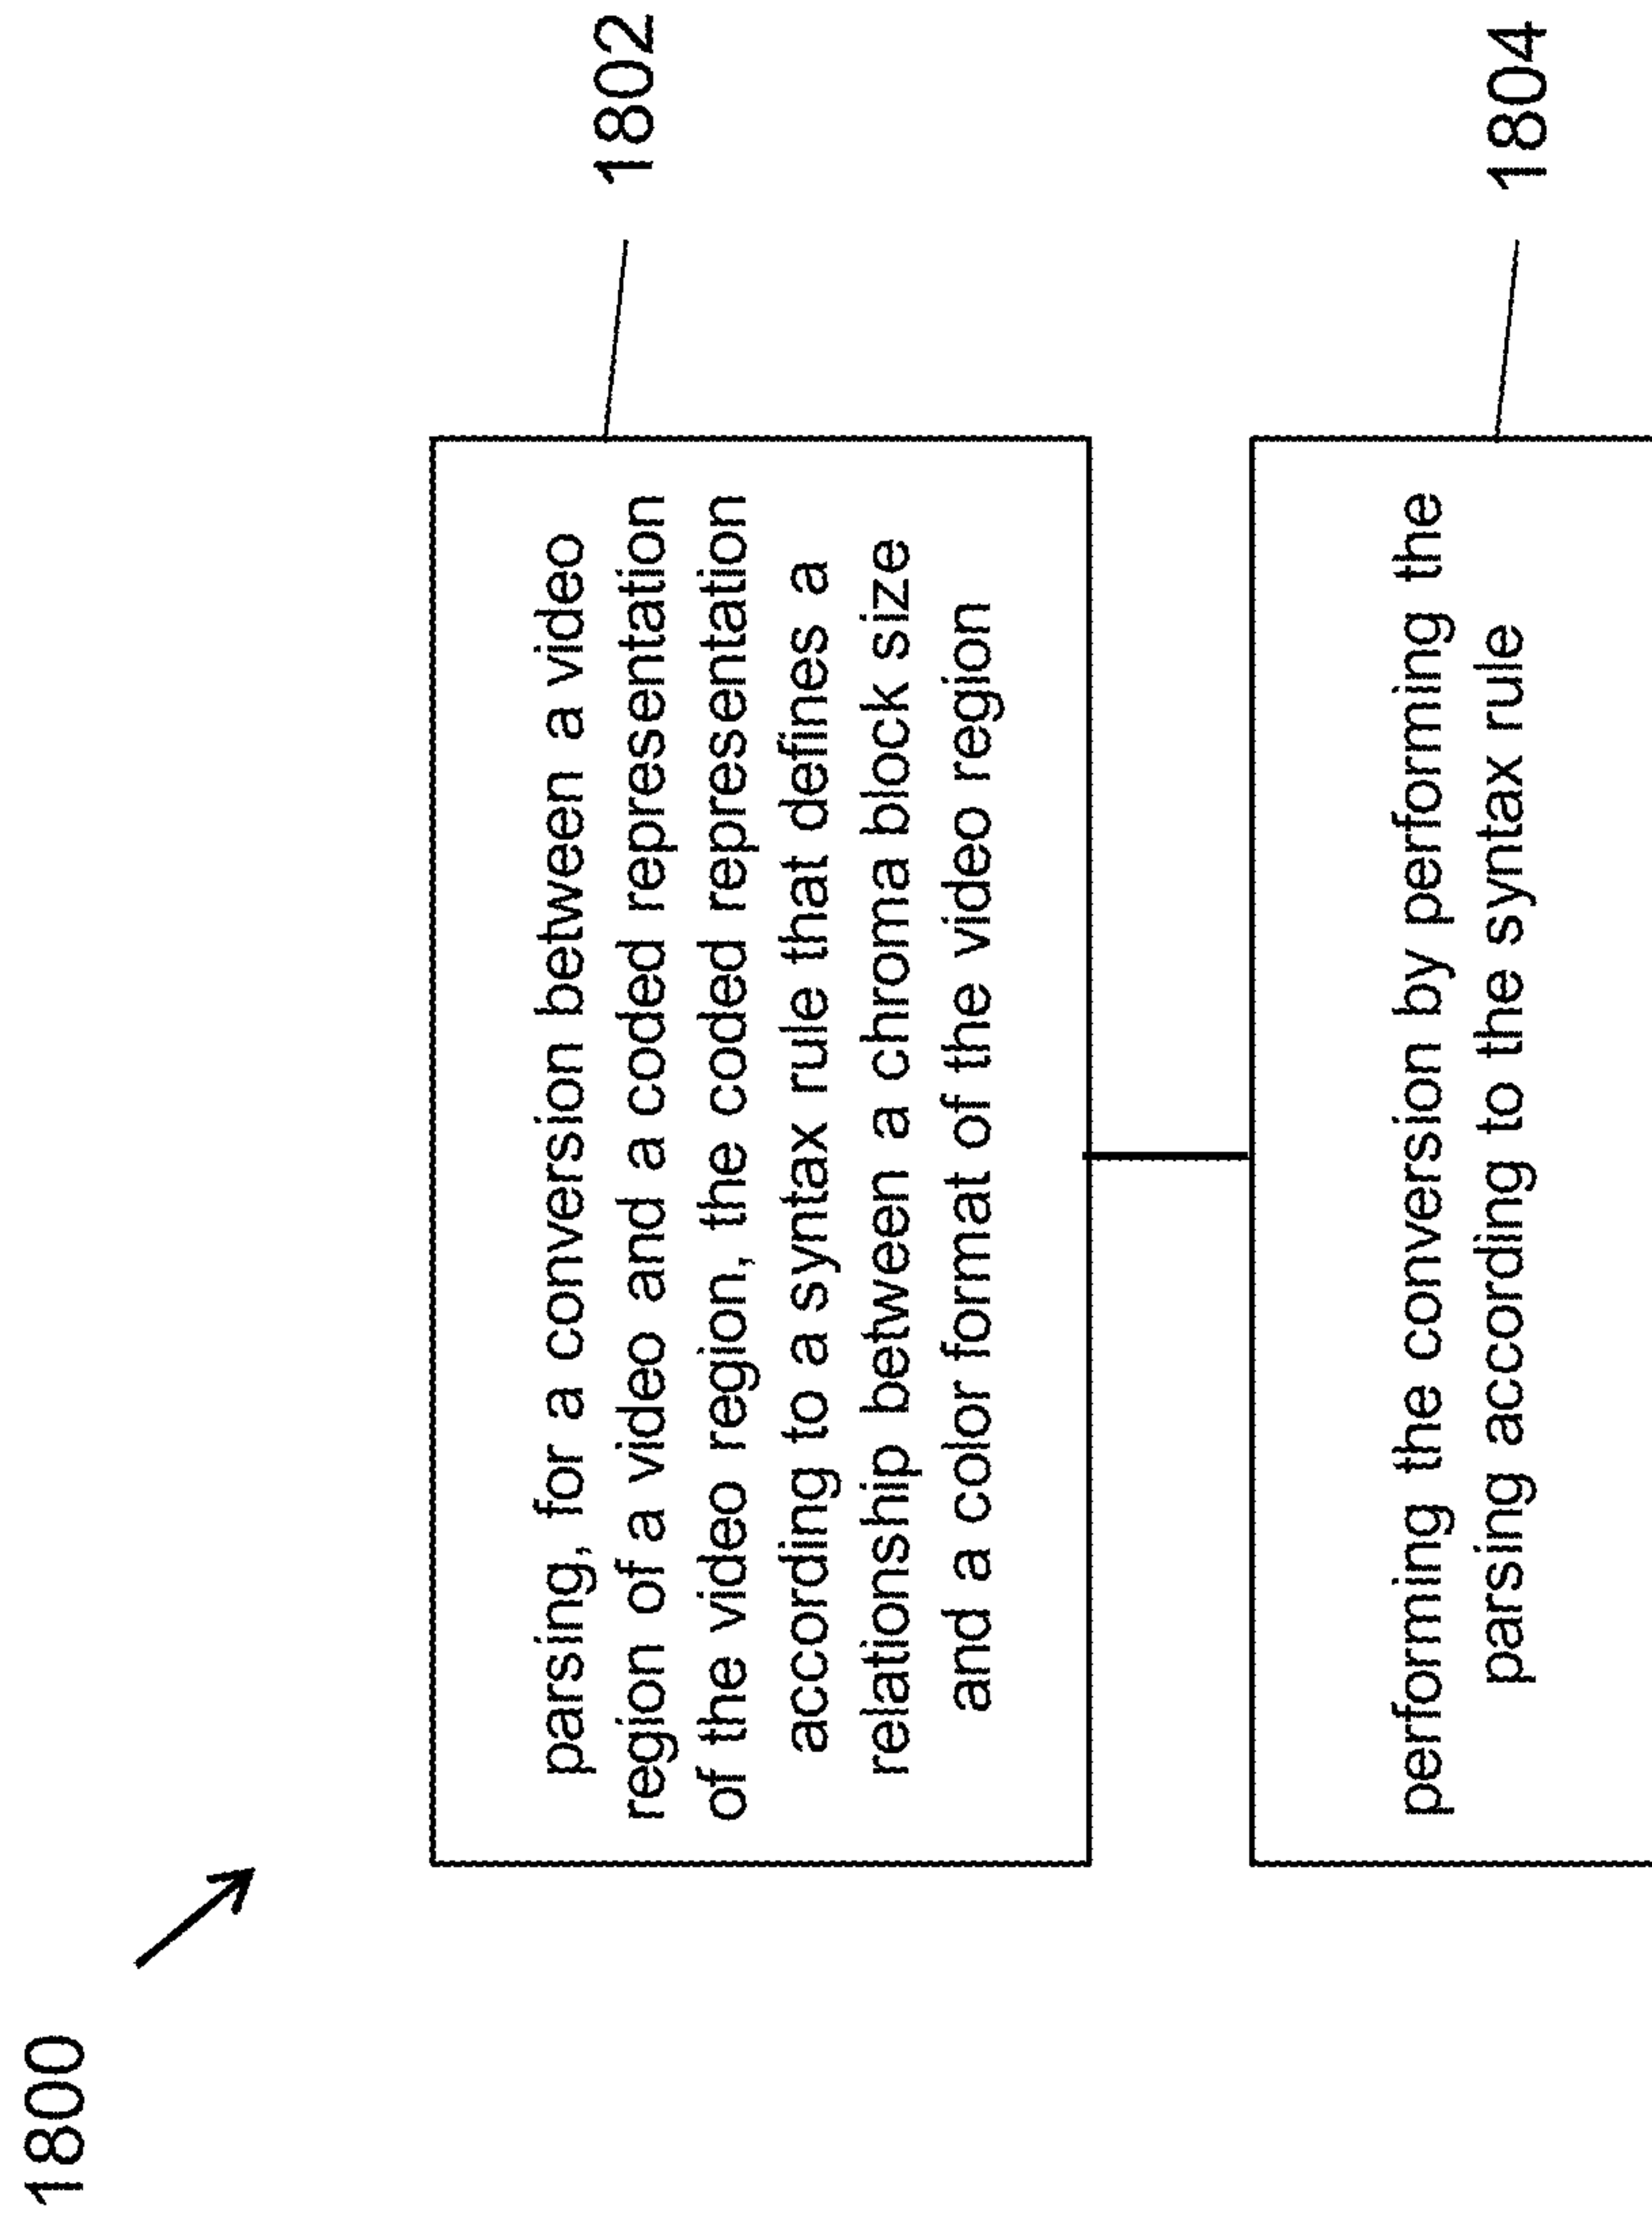 1800
parsing, for a conversion between a video
region of a video and a coded representation
of the video region, the coded representation
according to a syntax rule that defines a
relationship between a chroma block size
and a color format of the video region
1802
performing the conversion by performing the
parsing according to the syntax rule
1804